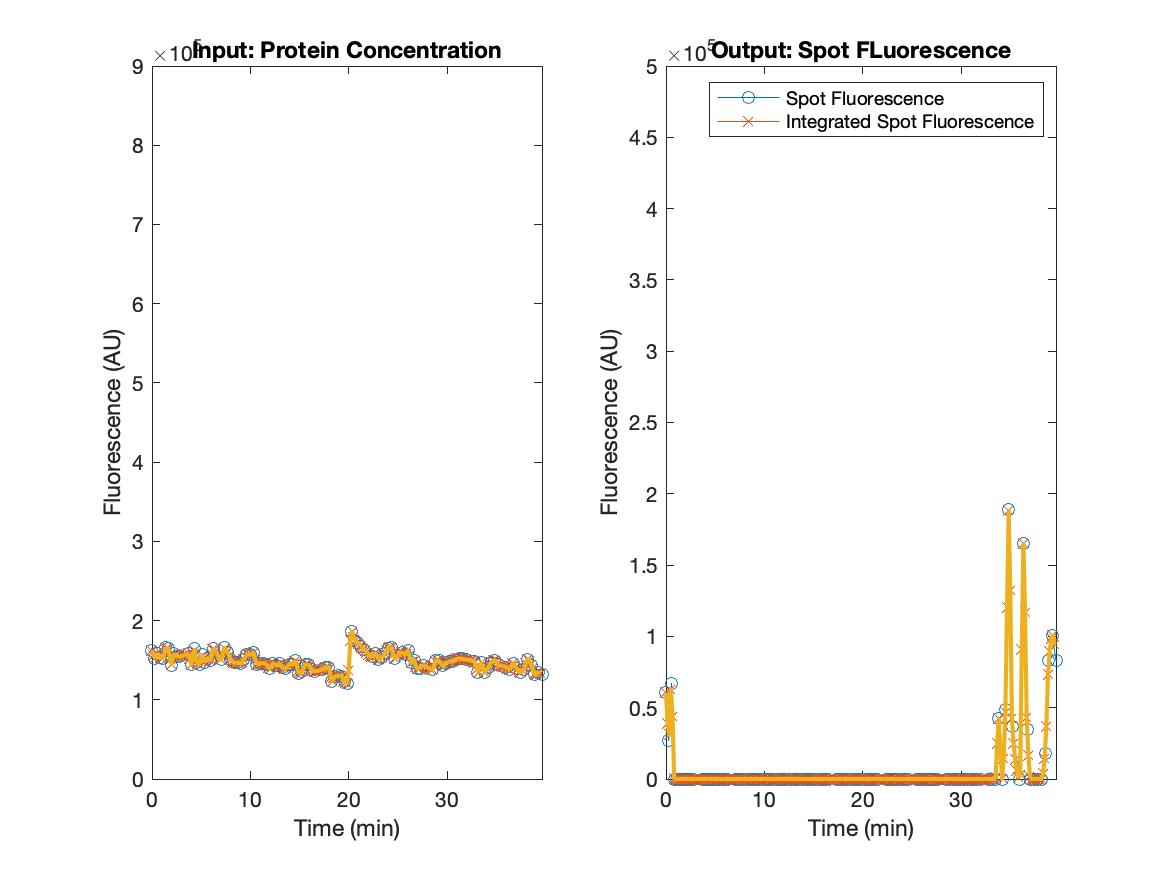 ×10⁵
Input: Protein Concentration
9
8
7
6
5
4
3
2
1
0
Fluorescence (AU)
0 10 20 30
Time (min)
×10⁵
Output: Spot FLuorescence
5
4.5
4
3.5
3
2.5
2
1.5
1
0.5
0
Fluorescence (AU)
Spot Fluorescence
Integrated Spot Fluorescence
0 10 20 30
Time (min)